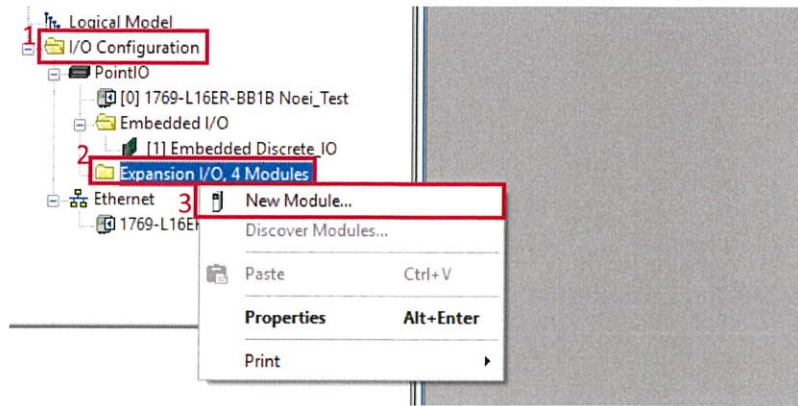 Logical Model
1
I/O Configuration
PointIO
[0] 1769-L16ER-BB1B Noei_Test
Embedded I/O
[1] Embedded Discrete_IO
2
Expansion I/O, 4 Modules
Ethernet
3
New Module...
1769-L16ER
Discover Modules...
Paste Ctrl+V
Properties Alt+Enter
Print